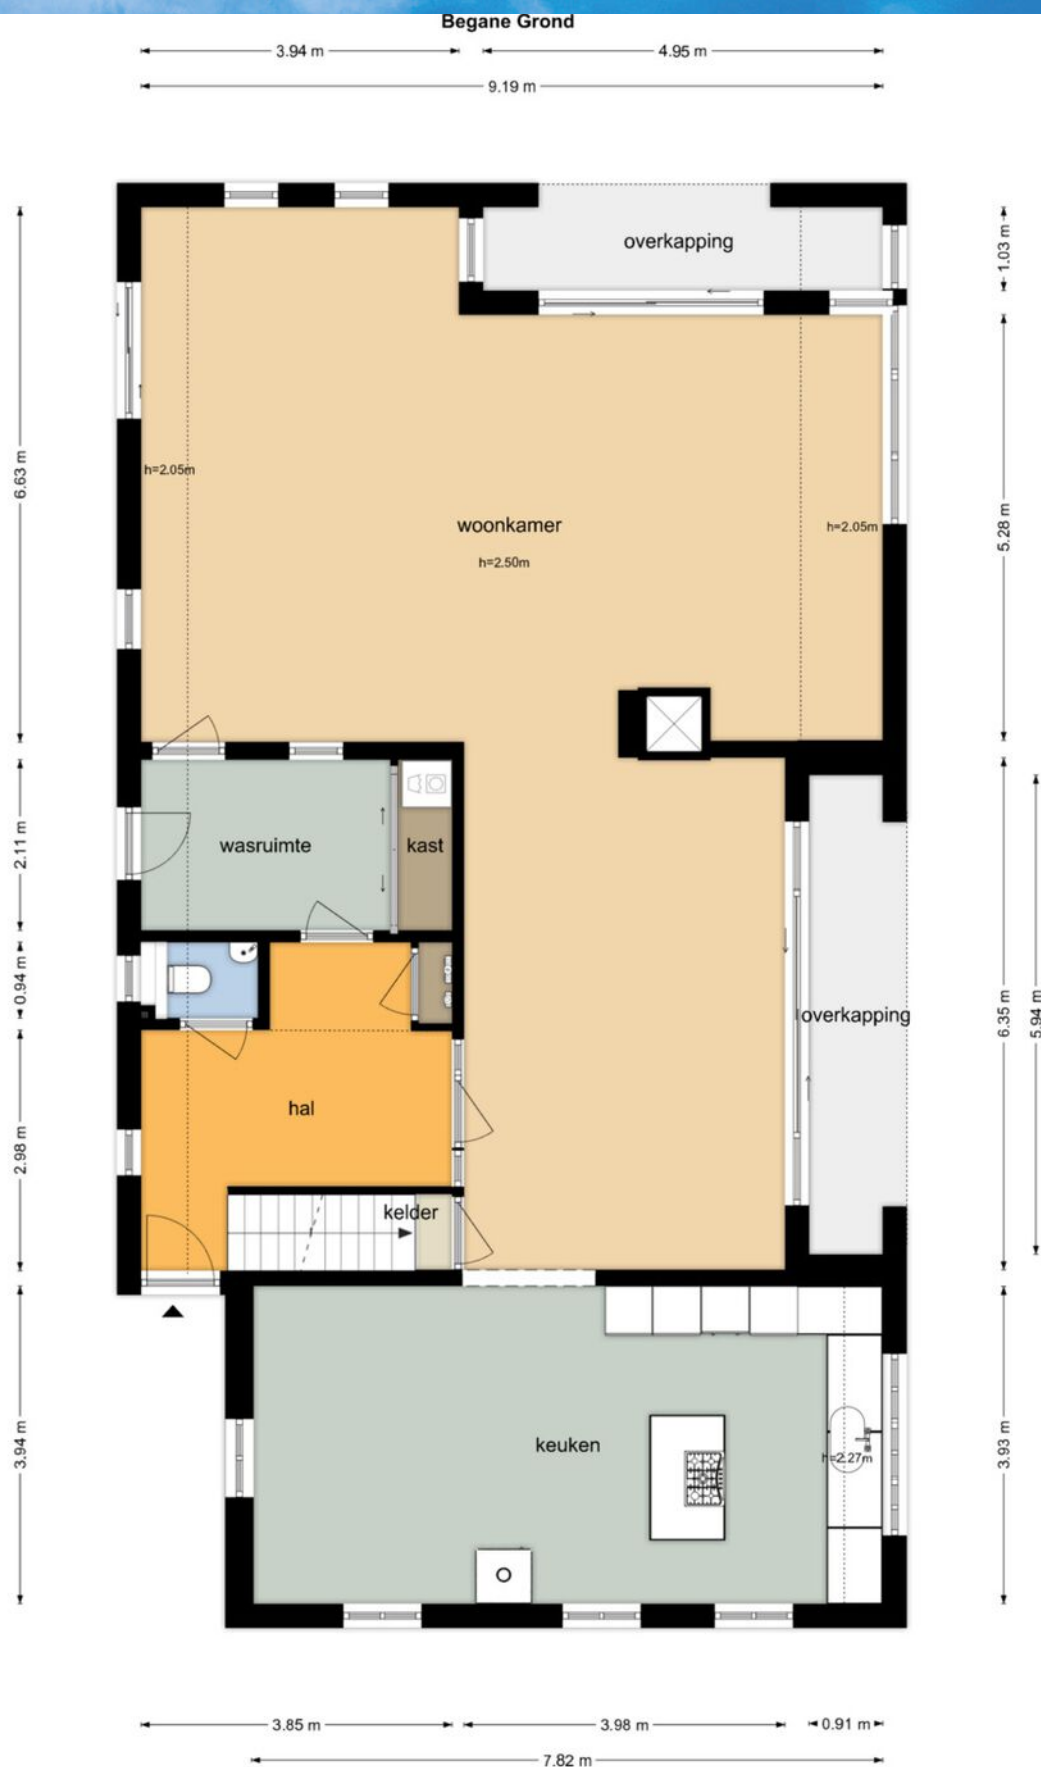 Begane Grond
3.94 m
4.95 m
9.19 m
overkapping
1.03 m
6.63 m
h=2.05m
woonkamer
h=2.50m
h=2.05m
5.28 m
2.11 m
wasruimte
kast
0.94 m
overkapping
6.35 m
5.94 m
hal
2.98 m
kelder
3.94 m
keuken
h=2.27m
3.93 m
3.85 m
3.98 m
0.91 m
7.82 m